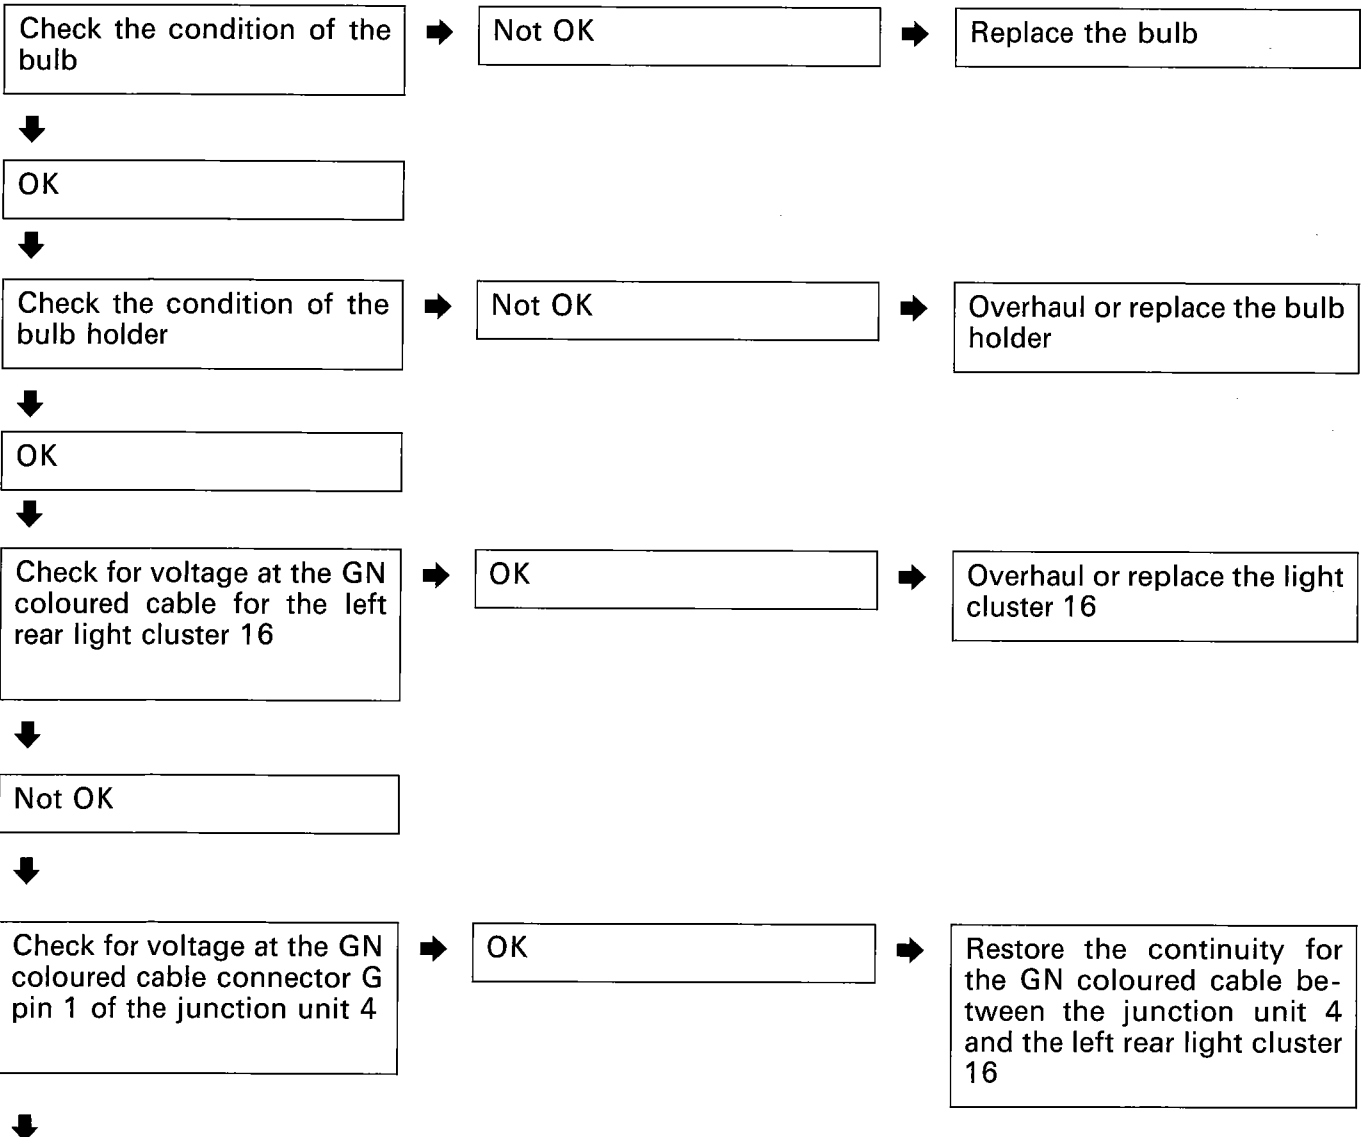 Check the condition of the
bulb
Not OK
Replace the bulb
OK
Check the condition of the
bulb holder
Not OK
Overhaul or replace the bulb
holder
OK
Check for voltage at the GN
coloured cable for the left
rear light cluster 16
OK
Overhaul or replace the light
cluster 16
Not OK
Check for voltage at the GN
coloured cable connector G
pin 1 of the junction unit 4
OK
Restore the continuity for
the GN coloured cable be-
tween the junction unit 4
and the left rear light cluster
16